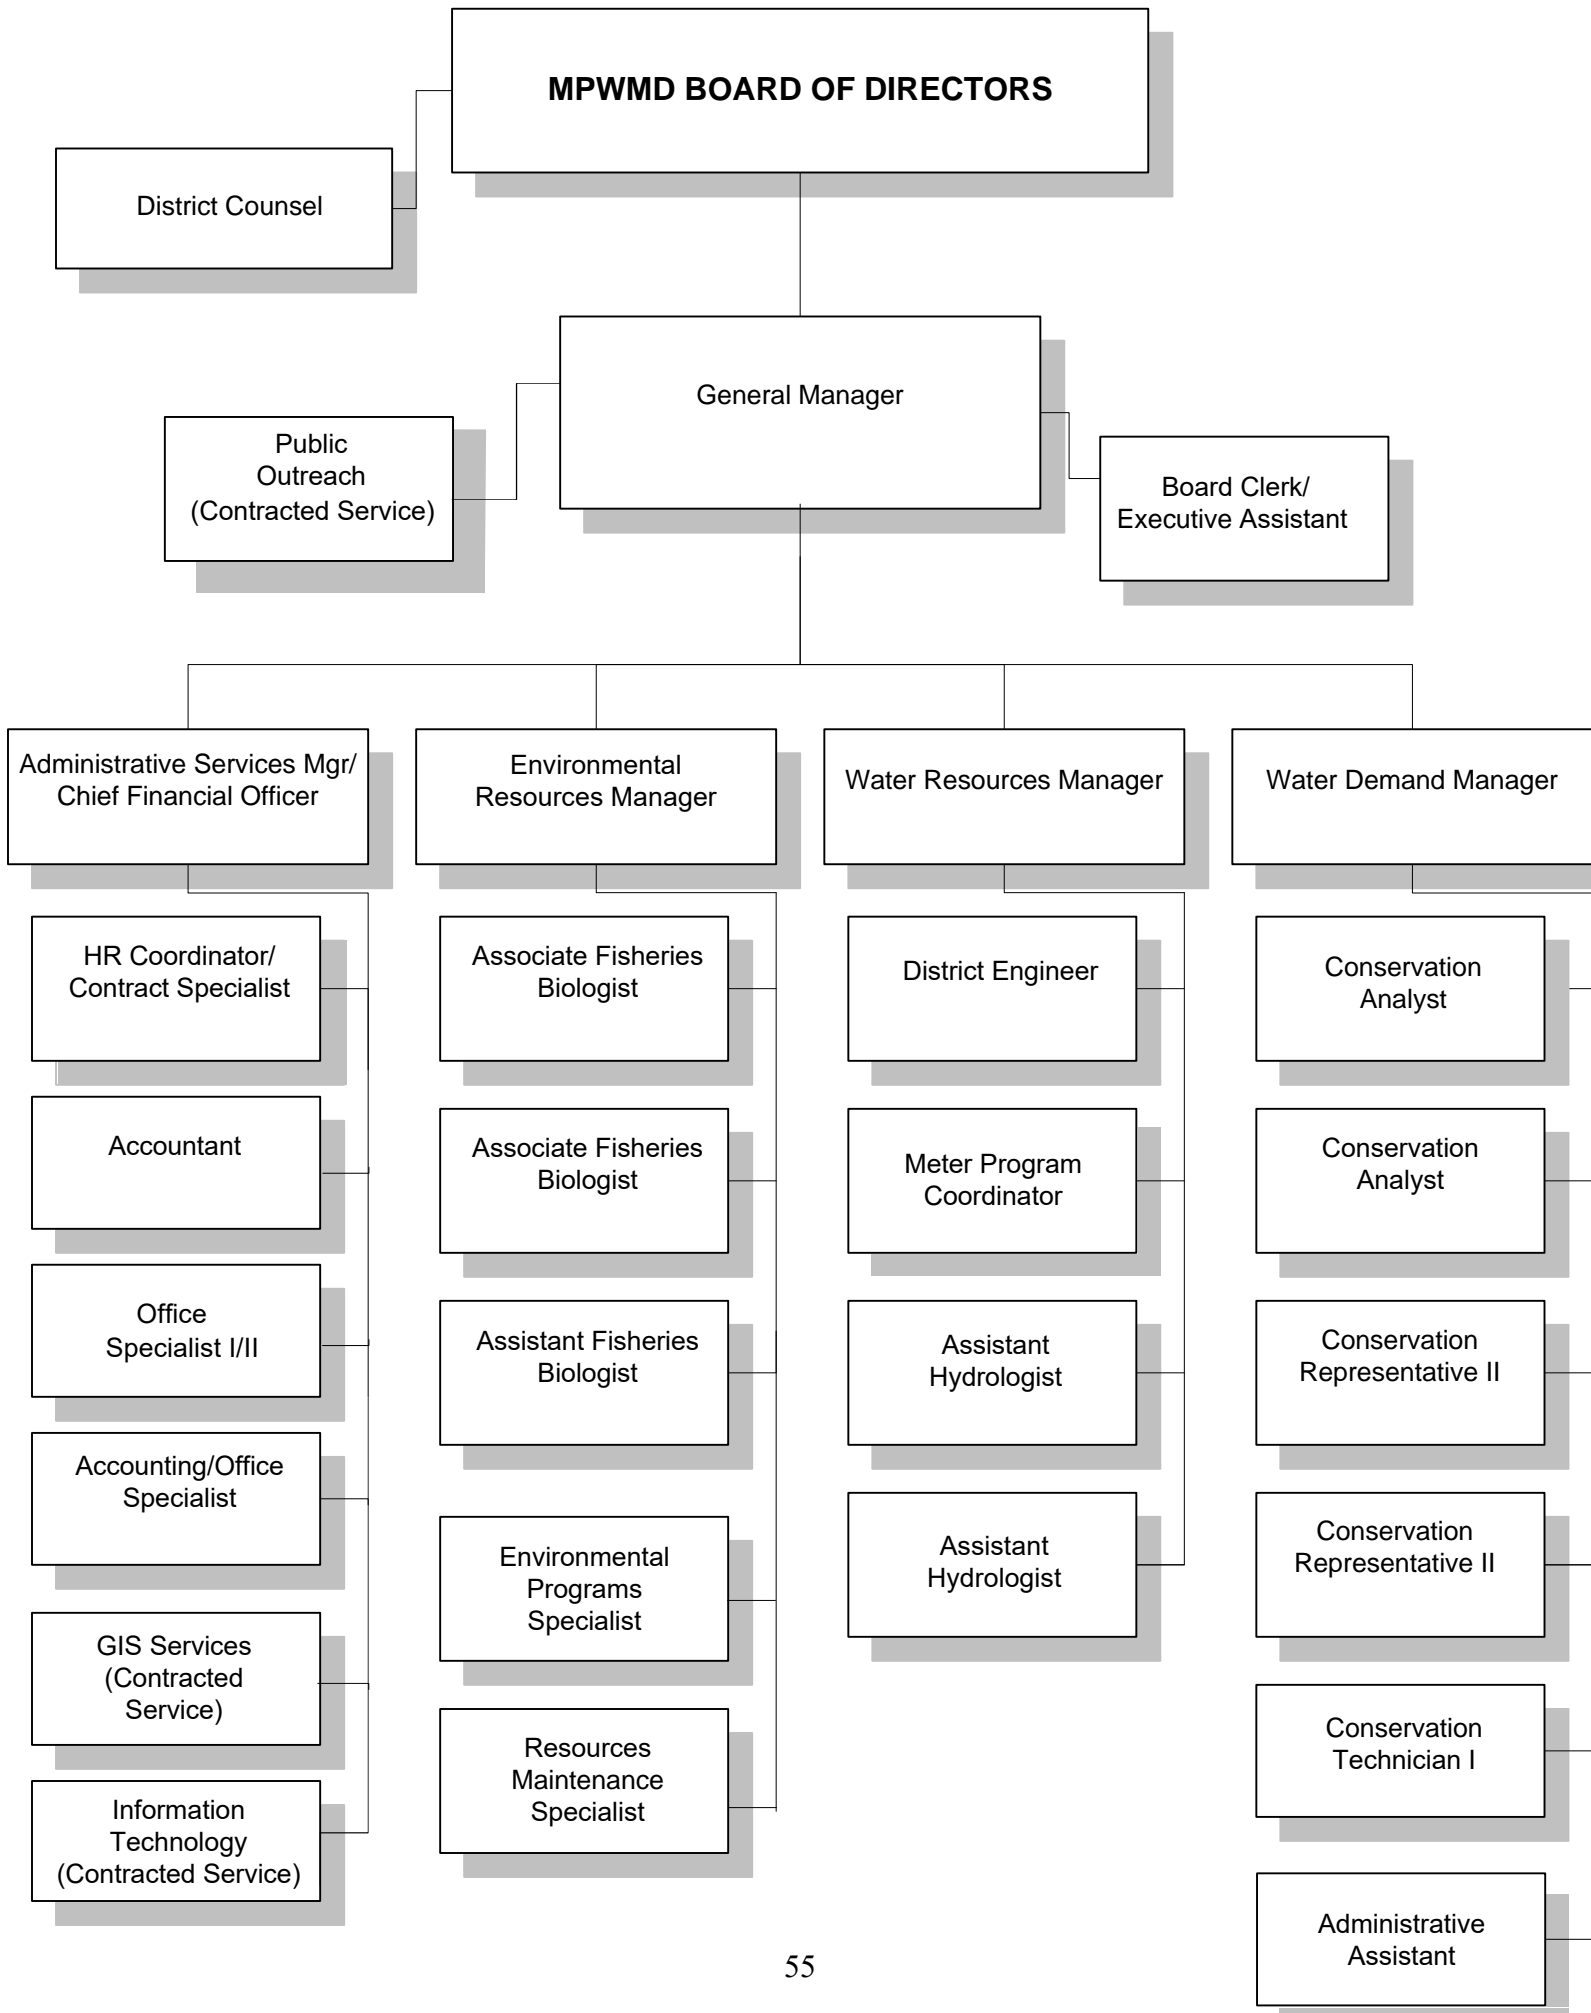 MPWMD BOARD OF DIRECTORS
District Counsel
General Manager
Public
Outreach
(Contracted Service)
Board Clerk/
Executive Assistant
Administrative Services Mgr/
Chief Financial Officer
Environmental
Resources Manager
Water Resources Manager
Water Demand Manager
HR Coordinator/
Contract Specialist
Accountant
Office
Specialist I/II
Accounting/Office
Specialist
GIS Services
(Contracted
Service)
Information
Technology
(Contracted Service)
Associate Fisheries
Biologist
Associate Fisheries
Biologist
Assistant Fisheries
Biologist
Environmental
Programs
Specialist
Resources
Maintenance
Specialist
District Engineer
Meter Program
Coordinator
Assistant
Hydrologist
Assistant
Hydrologist
Conservation
Analyst
Conservation
Analyst
Conservation
Representative II
Conservation
Representative II
Conservation
Technician I
Administrative
Assistant
55